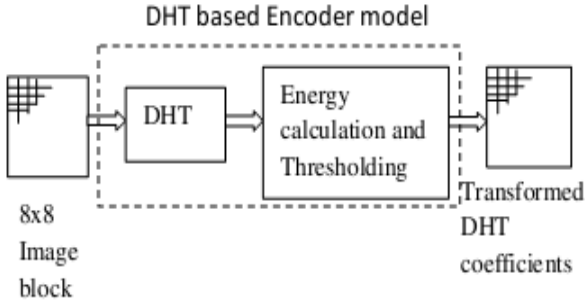 DHT based Encoder model
DHT
Energy
calculation and
Thresholding
8x8
Image
block
Transformed
DHT
coefficients